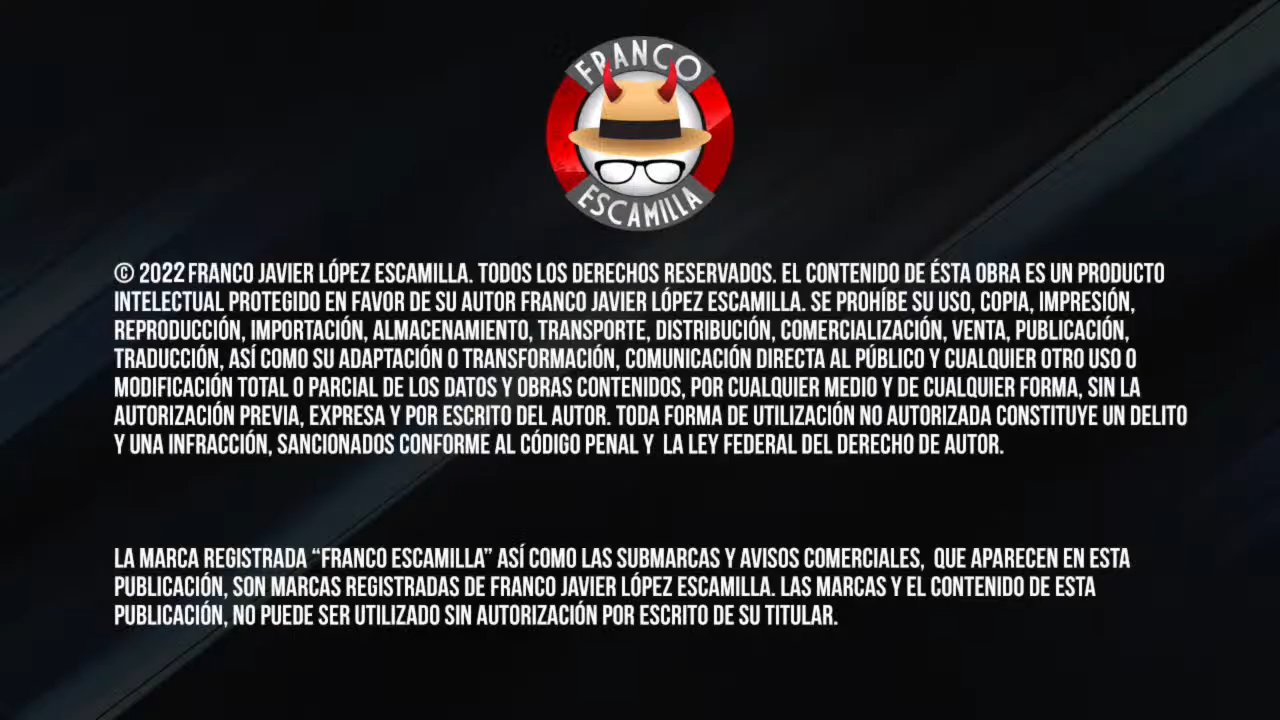 FRANCO
ESCAMILLA
© 2022 FRANCO JAVIER LÓPEZ ESCAMILLA. TODOS LOS DERECHOS RESERVADOS. EL CONTENIDO DE ÉSTA OBRA ES UN PRODUCTO
INTELECTUAL PROTEGIDO EN FAVOR DE SU AUTOR FRANCO JAVIER LÓPEZ ESCAMILLA. SE PROHÍBE SU USO, COPIA, IMPRESIÓN,
REPRODUCCIÓN, IMPORTACIÓN, ALMACENAMIENTO, TRANSPORTE, DISTRIBUCIÓN, COMERCIALIZACIÓN, VENTA, PUBLICACIÓN,
TRADUCCIÓN, ASÍ COMO SU ADAPTACIÓN O TRANSFORMACIÓN, COMUNICACIÓN DIRECTA AL PÚBLICO Y CUALQUIER OTRO USO O
MODIFICACIÓN TOTAL O PARCIAL DE LOS DATOS Y OBRAS CONTENIDOS, POR CUALQUIER MEDIO Y DE CUALQUIER FORMA, SIN LA
AUTORIZACIÓN PREVIA, EXPRESA Y POR ESCRITO DEL AUTOR. TODA FORMA DE UTILIZACIÓN NO AUTORIZADA CONSTITUYE UN DELITO
Y UNA INFRACCIÓN, SANCIONADOS CONFORME AL CÓDIGO PENAL Y LA LEY FEDERAL DEL DERECHO DE AUTOR.
LA MARCA REGISTRADA “FRANCO ESCAMILLA” ASÍ COMO LAS SUBMARCAS Y AVISOS COMERCIALES, QUE APARECEN EN ESTA
PUBLICACIÓN, SON MARCAS REGISTRADAS DE FRANCO JAVIER LÓPEZ ESCAMILLA. LAS MARCAS Y EL CONTENIDO DE ESTA
PUBLICACIÓN, NO PUEDE SER UTILIZADO SIN AUTORIZACIÓN POR ESCRITO DE SU TITULAR.